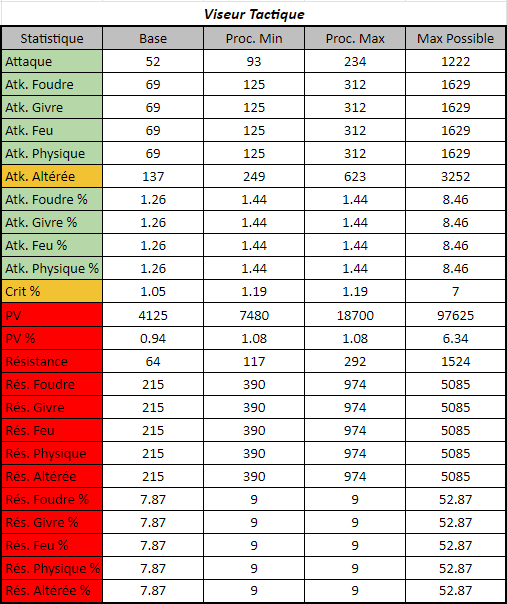 Viseur Tactique
Statistique Base Proc. Min Proc. Max Max Possible
Attaque 52 93 234 1222
Atk. Foudre 69 125 312 1629
Atk. Givre 69 125 312 1629
Atk. Feu 69 125 312 1629
Atk. Physique 69 125 312 1629
Atk. Altérée 137 249 623 3252
Atk. Foudre % 1.26 1.44 1.44 8.46
Atk. Givre % 1.26 1.44 1.44 8.46
Atk. Feu % 1.26 1.44 1.44 8.46
Atk. Physique % 1.26 1.44 1.44 8.46
Crit % 1.05 1.19 1.19 7
PV 4125 7480 18700 97625
PV % 0.94 1.08 1.08 6.34
Résistance 64 117 292 1524
Rés. Foudre 215 390 974 5085
Rés. Givre 215 390 974 5085
Rés. Feu 215 390 974 5085
Rés. Physique 215 390 974 5085
Rés. Altérée 215 390 974 5085
Rés. Foudre % 7.87 9 9 52.87
Rés. Givre % 7.87 9 9 52.87
Rés. Feu % 7.87 9 9 52.87
Rés. Physique % 7.87 9 9 52.87
Rés. Altérée % 7.87 9 9 52.87